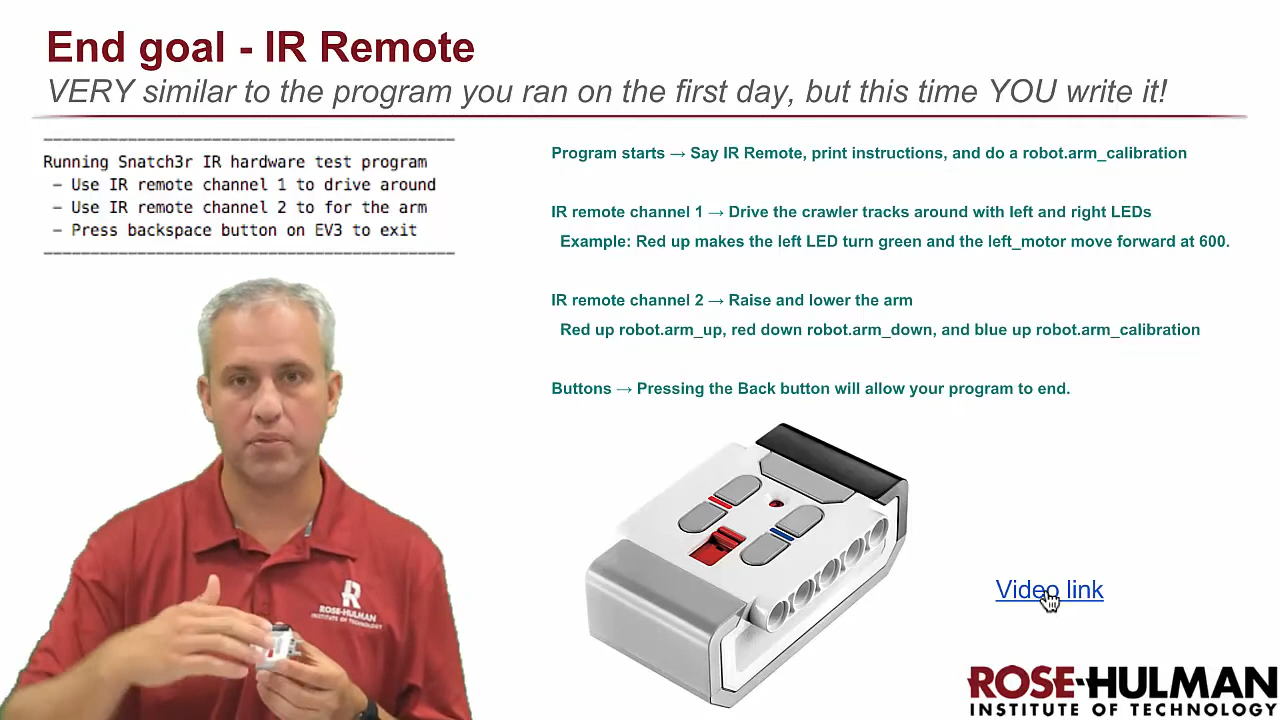 End goal - IR Remote
VERY similar to the program you ran on the first day, but this time YOU write it!
Running Snatch3r IR hardware test program
– Use IR remote channel 1 to drive around
– Use IR remote channel 2 to for the arm
– Press backspace button on EV3 to exit
Program starts → Say IR Remote, print instructions, and do a robot.arm_calibration
IR remote channel 1 → Drive the crawler tracks around with left and right LEDs
Example: Red up makes the left LED turn green and the left_motor move forward at 600.
IR remote channel 2 → Raise and lower the arm
Red up robot.arm_up, red down robot.arm_down, and blue up robot.arm_calibration
Buttons → Pressing the Back button will allow your program to end.
R
ROSE-HULMAN
INSTITUTE OF TECHNOLOGY
Video link
ROSE-HULMAN
INSTITUTE OF TECHNOLOGY